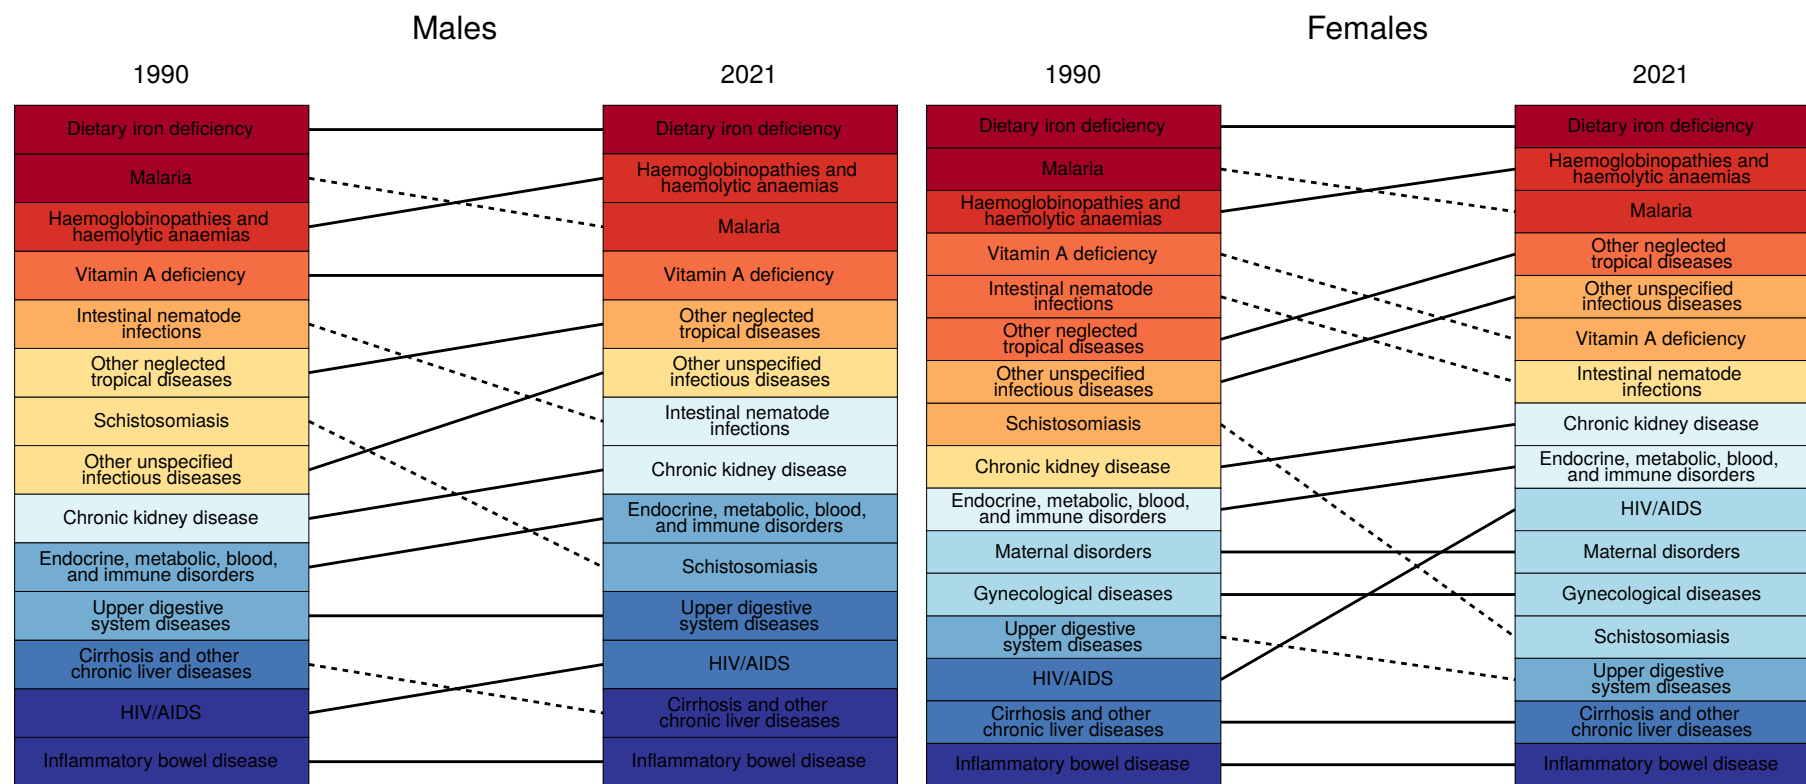 Males
1990
2021
Dietary iron deficiency
Malaria
Haemoglobinopathies and
haemolytic anaemias
Vitamin A deficiency
Intestinal nematode
infections
Other neglected
tropical diseases
Schistosomiasis
Other unspecified
infectious diseases
Chronic kidney disease
Endocrine, metabolic, blood,
and immune disorders
Upper digestive
system diseases
Cirrhosis and other
chronic liver diseases
HIV/AIDS
Inflammatory bowel disease
Dietary iron deficiency
Haemoglobinopathies and
haemolytic anaemias
Malaria
Vitamin A deficiency
Other neglected
tropical diseases
Other unspecified
infectious diseases
Intestinal nematode
infections
Chronic kidney disease
Endocrine, metabolic, blood,
and immune disorders
Schistosomiasis
Upper digestive
system diseases
HIV/AIDS
Cirrhosis and other
chronic liver diseases
Inflammatory bowel disease
Females
1990
2021
Dietary iron deficiency
Malaria
Haemoglobinopathies and
haemolytic anaemias
Vitamin A deficiency
Intestinal nematode
infections
Other neglected
tropical diseases
Other unspecified
infectious diseases
Schistosomiasis
Chronic kidney disease
Endocrine, metabolic, blood,
and immune disorders
Maternal disorders
Gynecological diseases
Upper digestive
system diseases
HIV/AIDS
Cirrhosis and other
chronic liver diseases
Inflammatory bowel disease
Dietary iron deficiency
Haemoglobinopathies and
haemolytic anaemias
Malaria
Other neglected
tropical diseases
Other unspecified
infectious diseases
Vitamin A deficiency
Intestinal nematode
infections
Chronic kidney disease
Endocrine, metabolic, blood,
and immune disorders
HIV/AIDS
Maternal disorders
Gynecological diseases
Schistosomiasis
Upper digestive
system diseases
Cirrhosis and other
chronic liver diseases
Inflammatory bowel disease